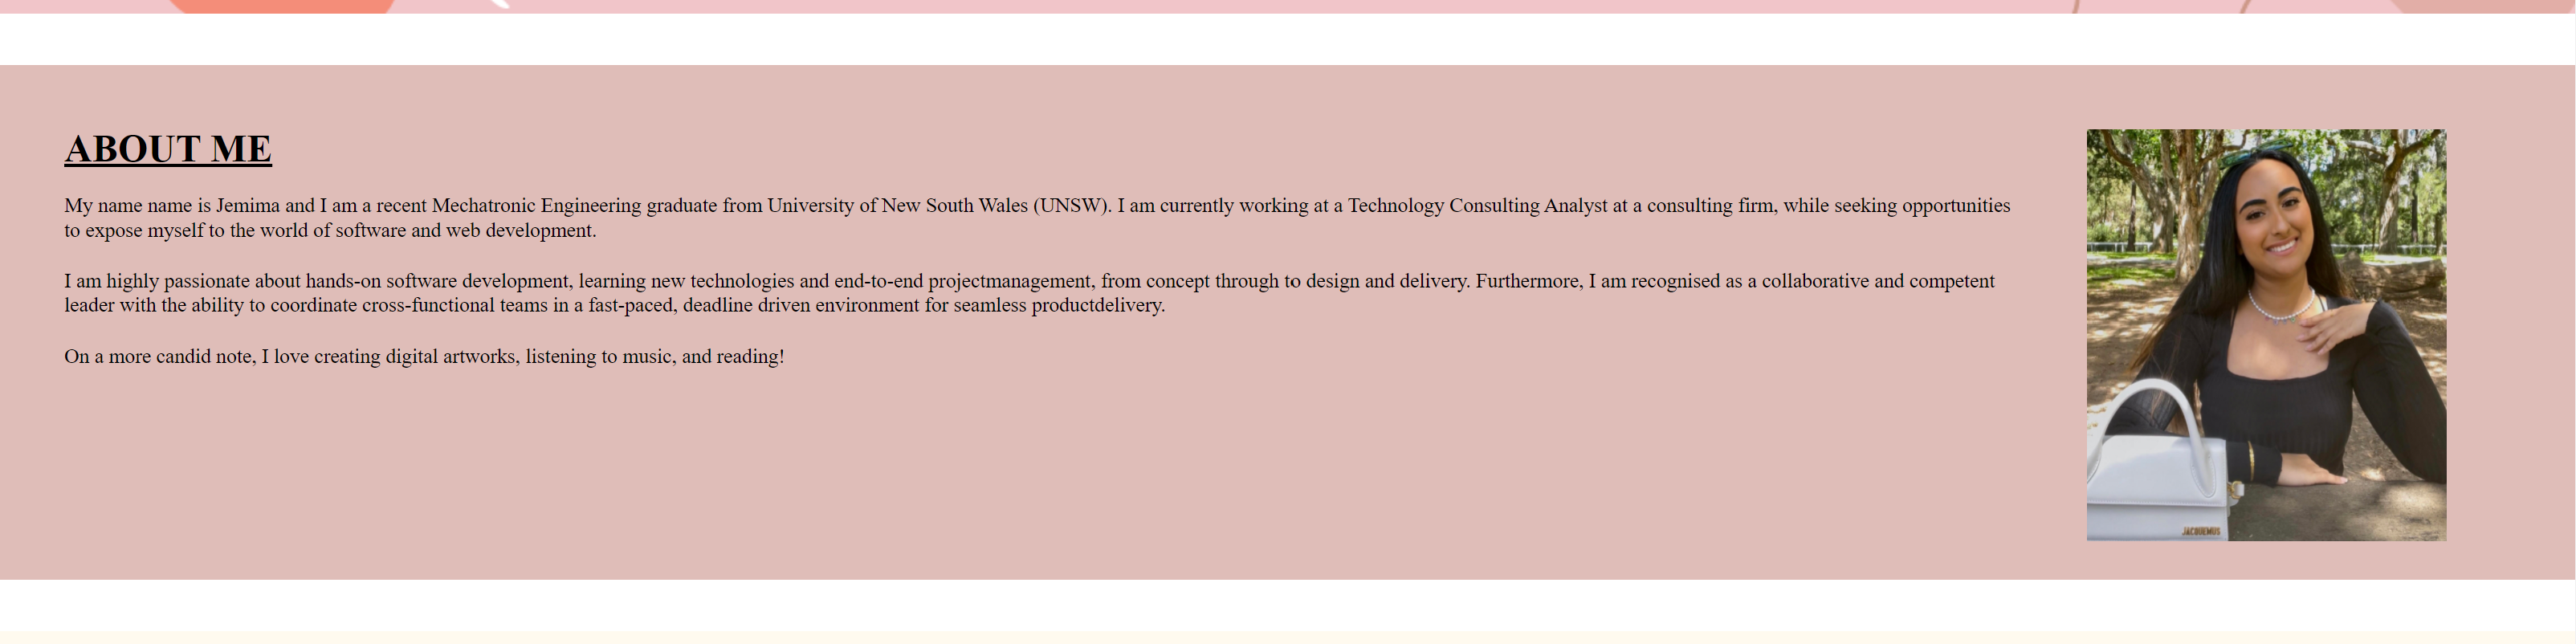 ABOUT ME
My name name is Jemima and I am a recent Mechatronic Engineering graduate from University of New South Wales (UNSW). I am currently working at a Technology Consulting Analyst at a consulting firm, while seeking opportunities
to expose myself to the world of software and web development.
I am highly passionate about hands-on software development, learning new technologies and end-to-end projectmanagement, from concept through to design and delivery. Furthermore, I am recognised as a collaborative and competent
leader with the ability to coordinate cross-functional teams in a fast-paced, deadline driven environment for seamless productdelivery.
On a more candid note, I love creating digital artworks, listening to music, and reading!
JACQUEMUS